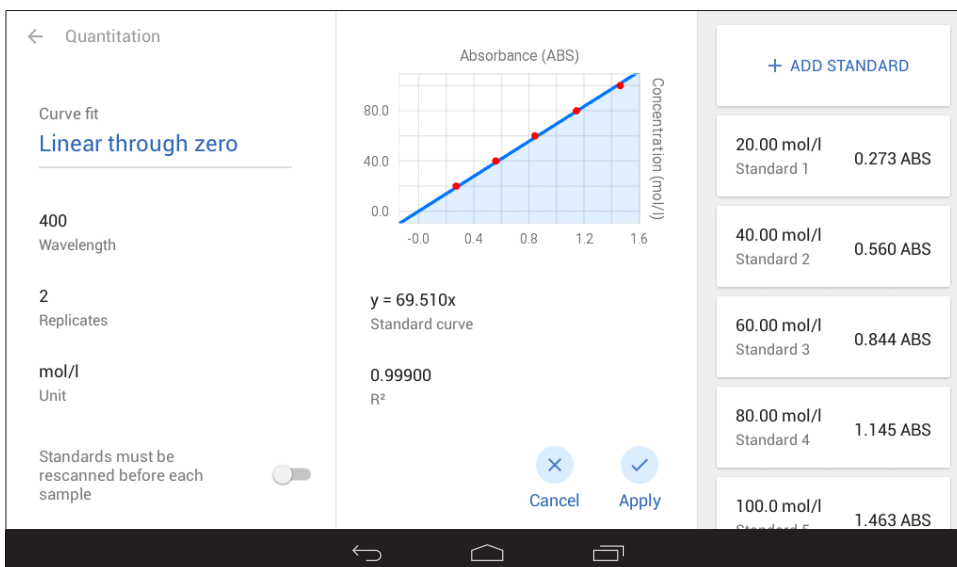 Quantitation
Curve fit
Linear through zero
400
Wavelength
2
Replicates
mol/l
Unit
Standards must be
rescanned before each
sample
Absorbance (ABS)
80.0
40.0
0.0
-0.0 0.4 0.8 1.2 1.6
Concentration (mol/l)
y = 69.510x
Standard curve
0.99900
R²
Cancel Apply
+ ADD STANDARD
20.00 mol/l
Standard 1
0.273 ABS
40.00 mol/l
Standard 2
0.560 ABS
60.00 mol/l
Standard 3
0.844 ABS
80.00 mol/l
Standard 4
1.145 ABS
100.0 mol/l
Standard 5
1.463 ABS